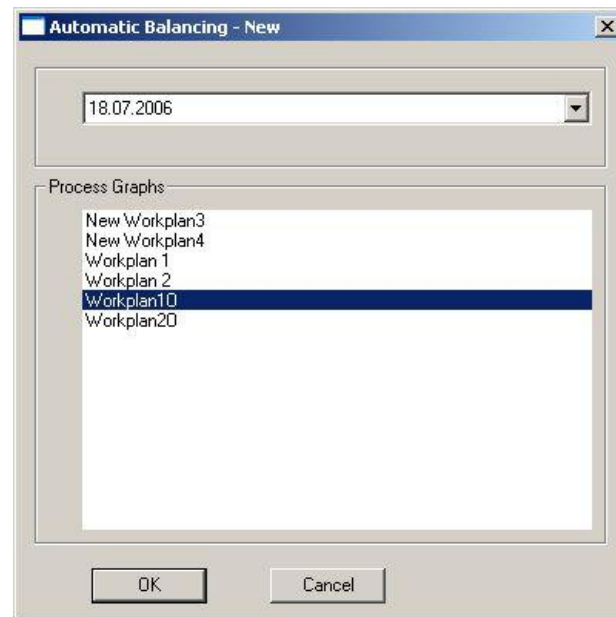 Automatic Balancing - New
18.07.2006
Process Graphs
New Workplan3
New Workplan4
Workplan 1
Workplan 2
Workplan10
Workplan20
OK
Cancel